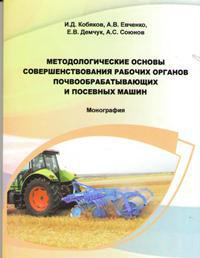 И.Д. Кобяков, А.В. Евченко,
Е.В. Демчук, А.С. Союнов
МЕТОДОЛОГИЧЕСКИЕ ОСНОВЫ
СОВЕРШЕНСТВОВАНИЯ РАБОЧИХ ОРГАНОВ
ПОЧВООБРАБАТЫВАЮЩИХ
И ПОСЕВНЫХ МАШИН
Монография